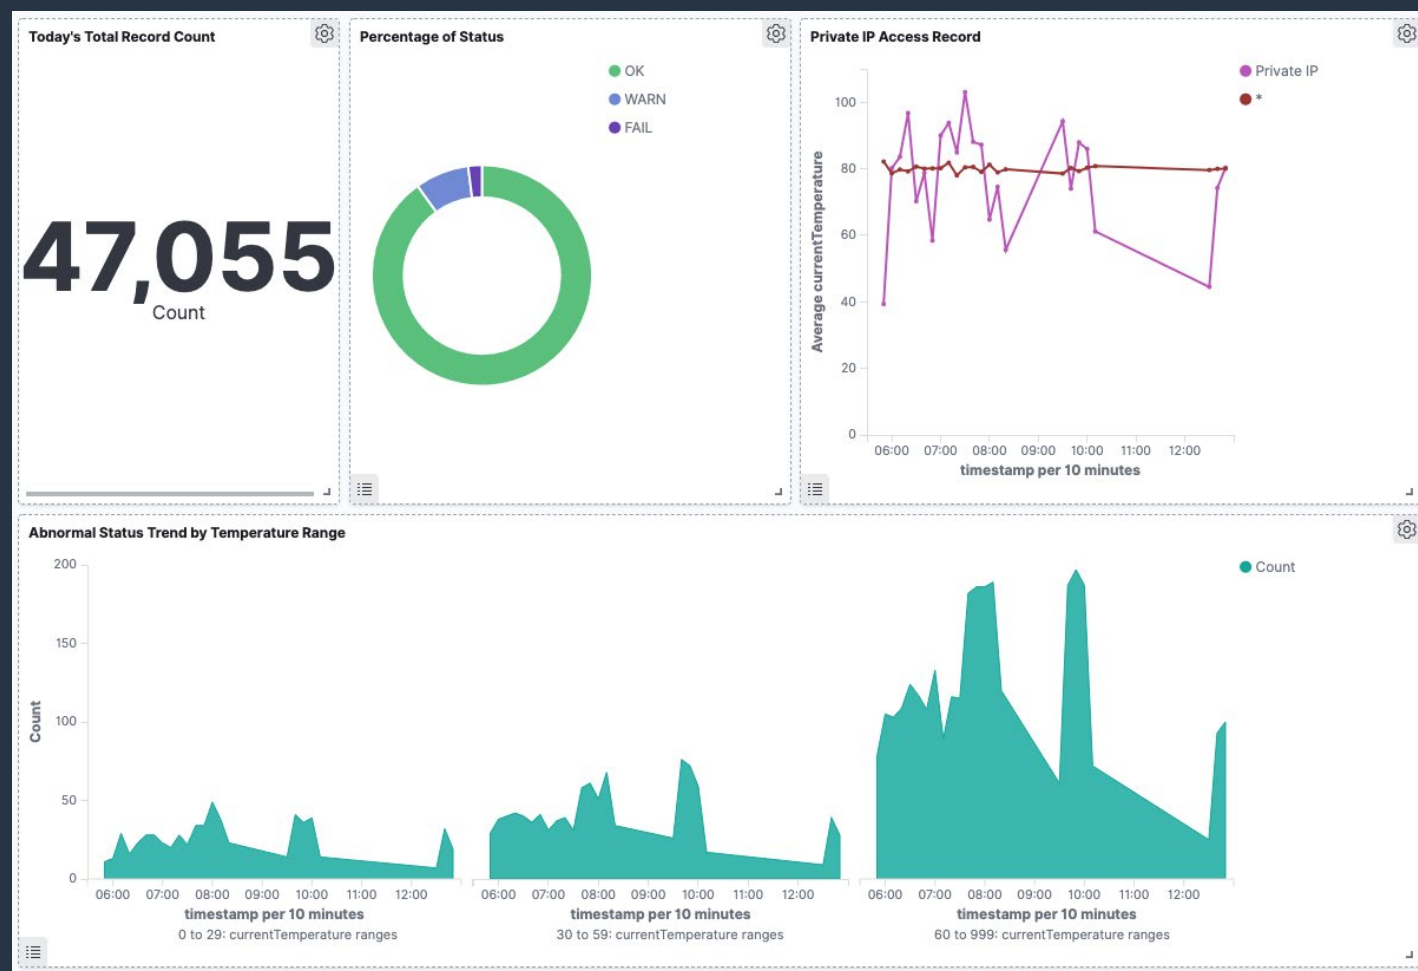 Today's Total Record Count
47,055
Count
Percentage of Status
OK
WARN
FAIL
Private IP Access Record
Private IP
*
Average currentTemperature
100
80
60
40
20
0
06:00 07:00 08:00 09:00 10:00 11:00 12:00
timestamp per 10 minutes
Abnormal Status Trend by Temperature Range
Count
Count
200
150
100
50
0
06:00 07:00 08:00 09:00 10:00 11:00 12:00
timestamp per 10 minutes
0 to 29: currentTemperature ranges
06:00 07:00 08:00 09:00 10:00 11:00 12:00
timestamp per 10 minutes
30 to 59: currentTemperature ranges
06:00 07:00 08:00 09:00 10:00 11:00 12:00
timestamp per 10 minutes
60 to 999: currentTemperature ranges